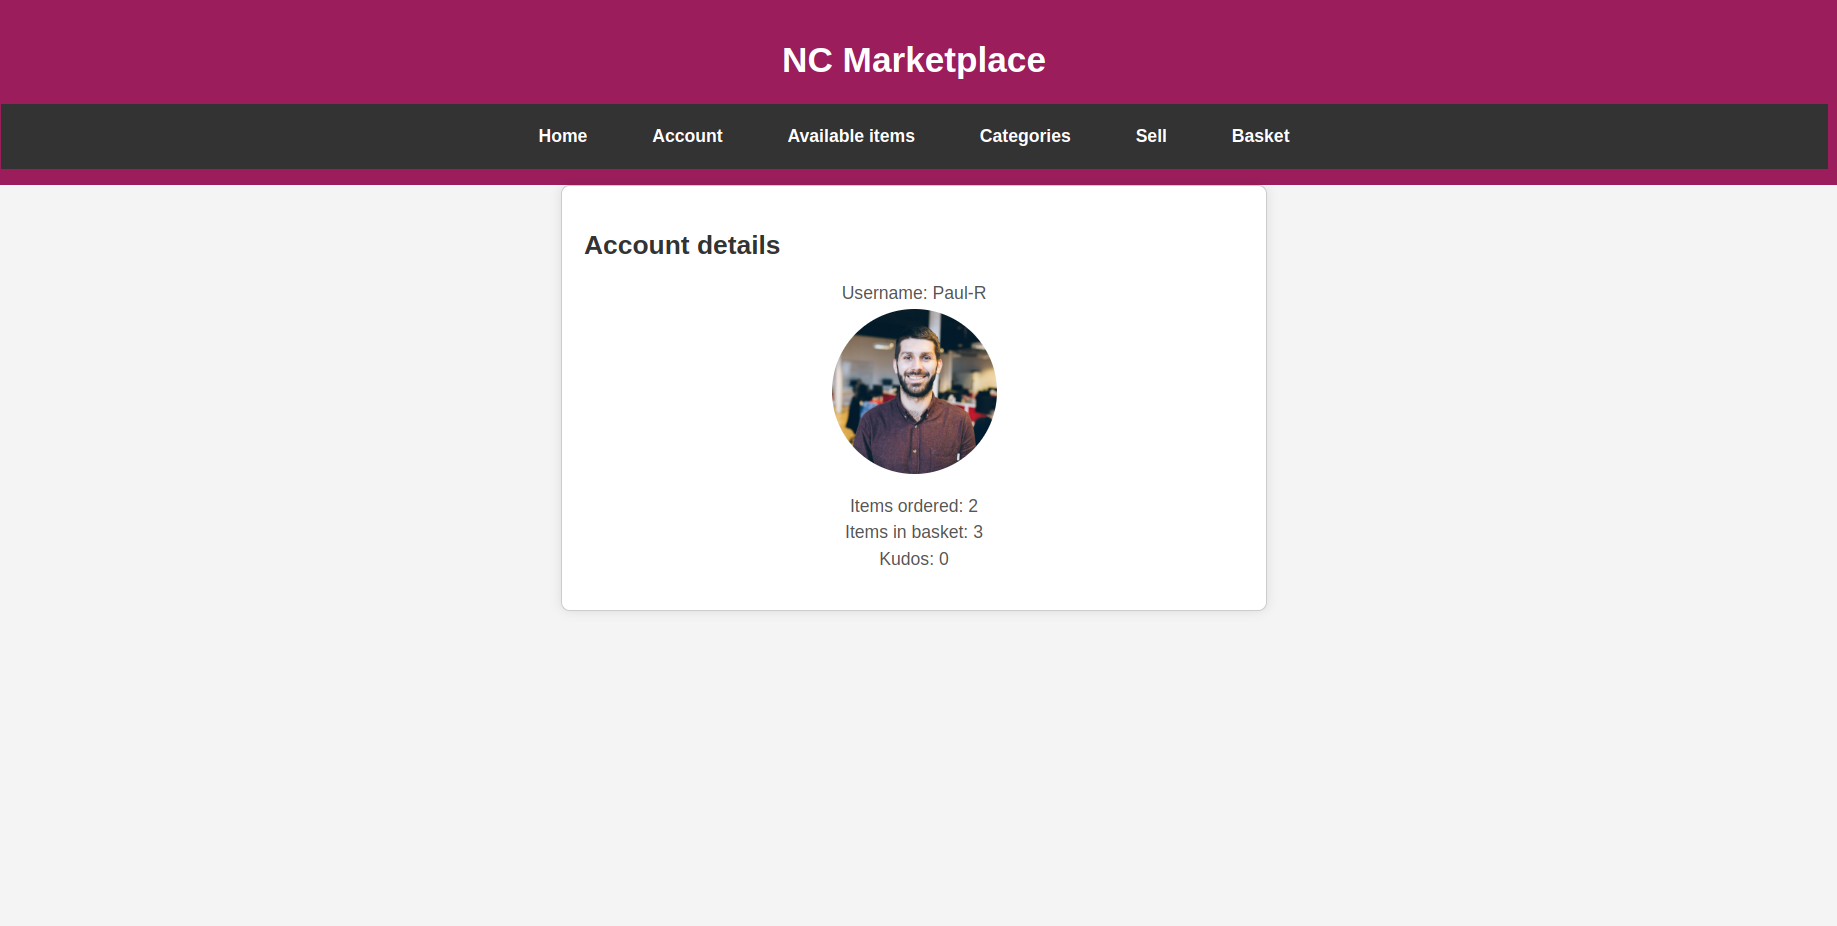 NC Marketplace
Home Account Available items Categories Sell Basket
Account details
Username: Paul-R
Items ordered: 2
Items in basket: 3
Kudos: 0